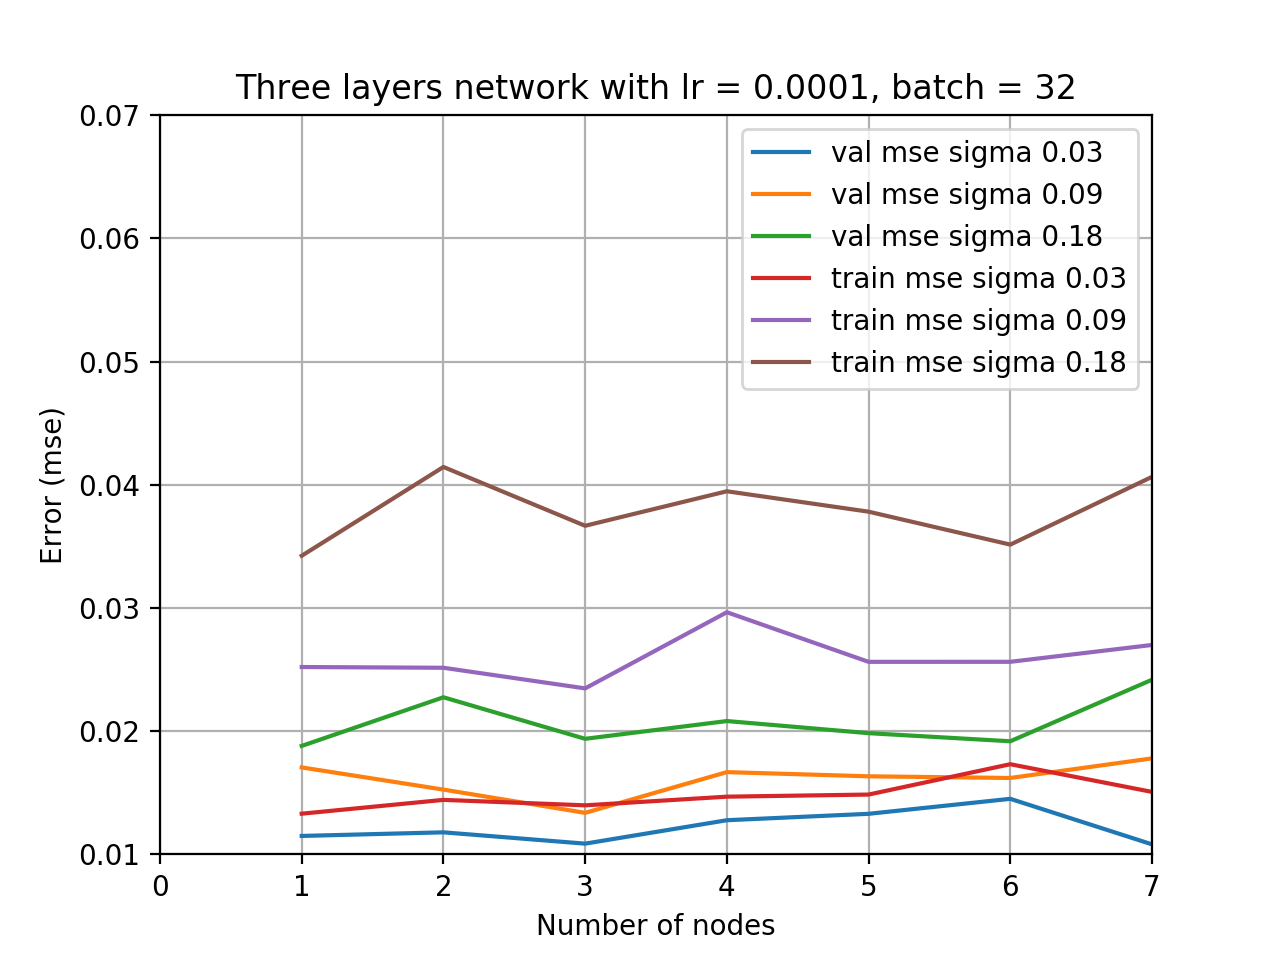 Three layers network with lr = 0.0001, batch = 32
0.07
0.06
0.05
0.04
0.03
0.02
0.01
Error (mse)
val mse sigma 0.03
val mse sigma 0.09
val mse sigma 0.18
train mse sigma 0.03
train mse sigma 0.09
train mse sigma 0.18
0 1 2 3 4 5 6 7
Number of nodes